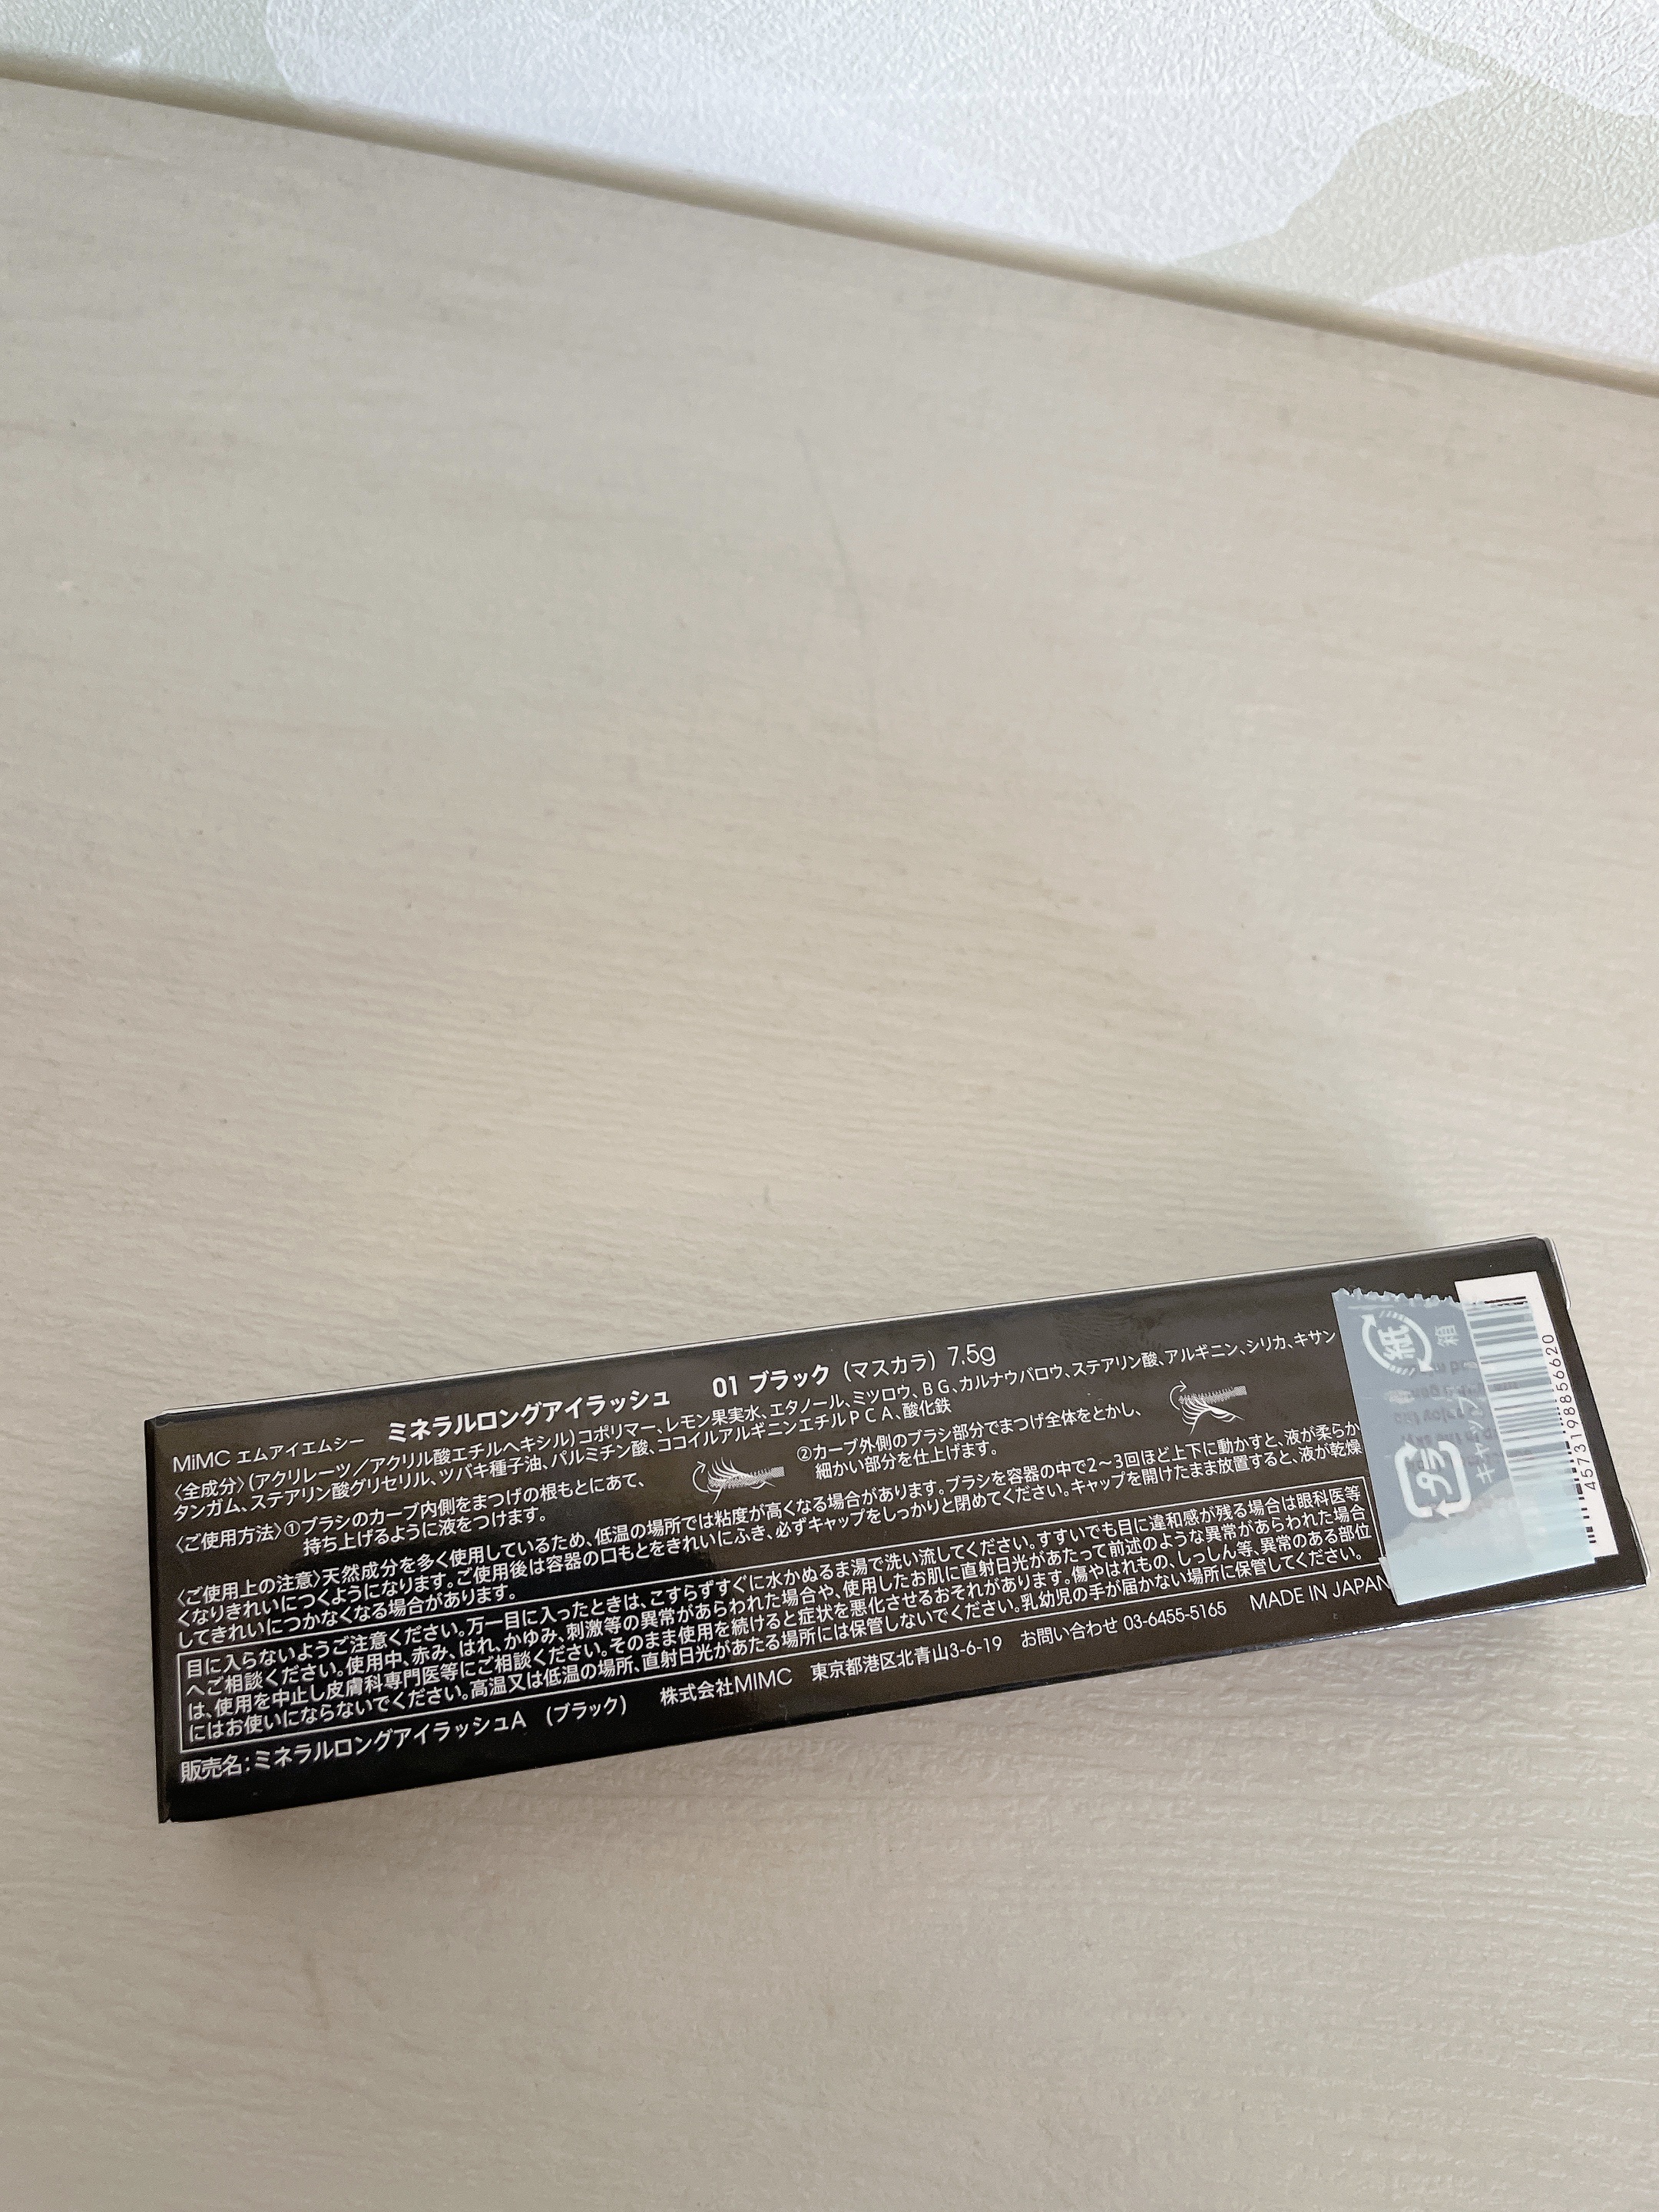 MiMC エムアイエムシー ミネラルロングアイラッシュ 01 ブラック (マスカラ) 7.5g
〈全成分〉(アクリレーツ／アクリル酸エチルヘキシル)コポリマー、レモン果実水、エタノール、ミツロウ、BG、カルナウバロウ、ステアリン酸、アルギニン、シリカ、キサン
タンガム、ステアリン酸グリセリル、ツバキ種子油、パルミチン酸、ココイルアルギニンエチルPCA、酸化鉄
〈ご使用方法〉①ブラシのカーブ内側をまつげの根もとにあて、
持ち上げるように液をつけます。
②カーブ外側のブラシ部分でまつげ全体をとかし、
細かい部分を仕上げます。
〈ご使用上の注意〉天然成分を多く使用しているため、低温の場所では粘度が高くなる場合があります。ブラシを容器の中で2～3回ほど上下に動かすと、液が柔らか
くなりきれいにつくようになります。ご使用後は容器の口もとをきれいにふき、必ずキャップをしっかりと閉めてください。キャップを開けたまま放置すると、液が乾燥
してきれいにつかなくなる場合があります。
目に入らないようご注意ください。万一目に入ったときは、こすらずすぐに水かぬるま湯で洗い流してください。すすいでも目に違和感が残る場合は眼科医等
へご相談ください。使用中、赤み、はれ、かゆみ、刺激等の異常があらわれた場合や、使用したお肌に直射日光があたって前述のような異常があらわれた場合
は、使用を中止し皮膚科専門医等にご相談ください。そのまま使用を続けると症状を悪化させるおそれがあります。傷やはれもの、しっしん等、異常のある部位
にはお使いにならないでください。高温又は低温の場所、直射日光があたる場所には保管しないでください。乳幼児の手が届かない場所に保管してください。
販売名：ミネラルロングアイラッシュA (ブラック) 株式会社MIMC 東京都港区北青山3-6-19 お問い合わせ 03-6455-5165 MADE IN JAPAN
紙 箱
プラ キャップ
4573198856620